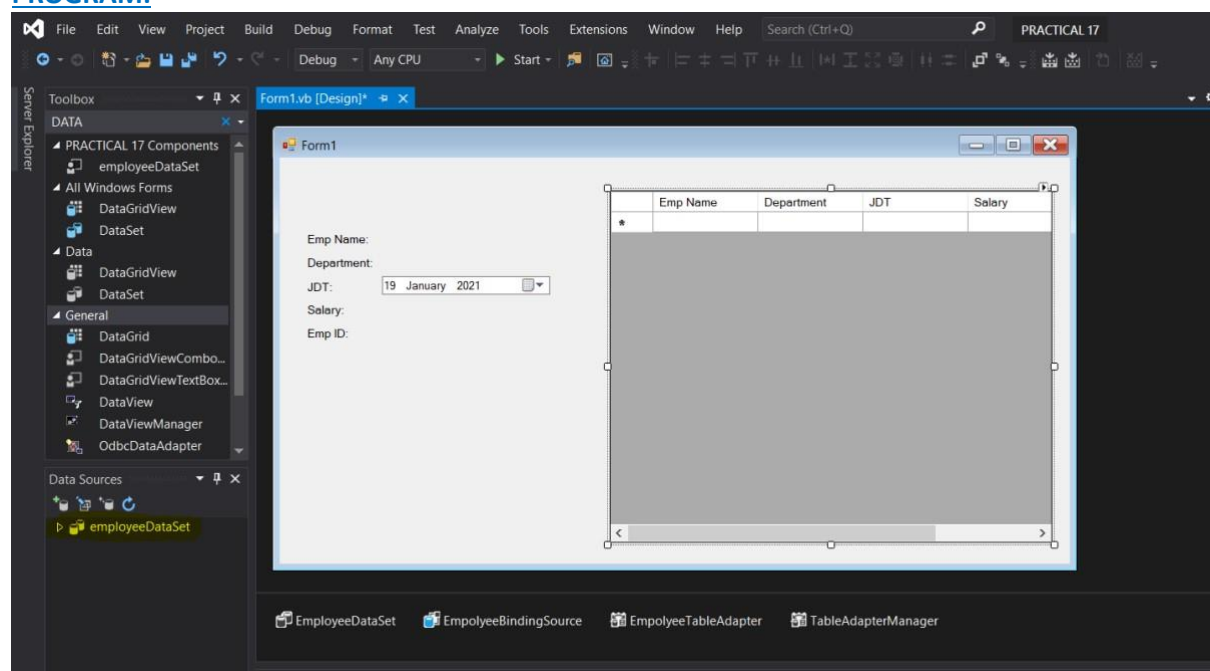 PROGRAM:
File Edit View Project Build Debug Format Test Analyze Tools Extensions Window Help Search (Ctrl+Q) PRACTICAL 17
Debug Any CPU Start
Server Explorer
Toolbox
Form1.vb [Design]*
DATA
PRACTICAL 17 Components
employeeDataSet
All Windows Forms
DataGridView
DataSet
Data
DataGridView
DataSet
General
DataGrid
DataGridViewCombo...
DataGridViewTextBox...
DataView
DataViewManager
OdbcDataAdapter
Data Sources
employeeDataSet
Form1
Emp Name:
Department:
JDT: 19 January 2021
Salary:
Emp ID:
Emp Name Department JDT Salary
*
EmployeeDataSet EmpolyeeBindingSource EmpolyeeTableAdapter TableAdapterManager